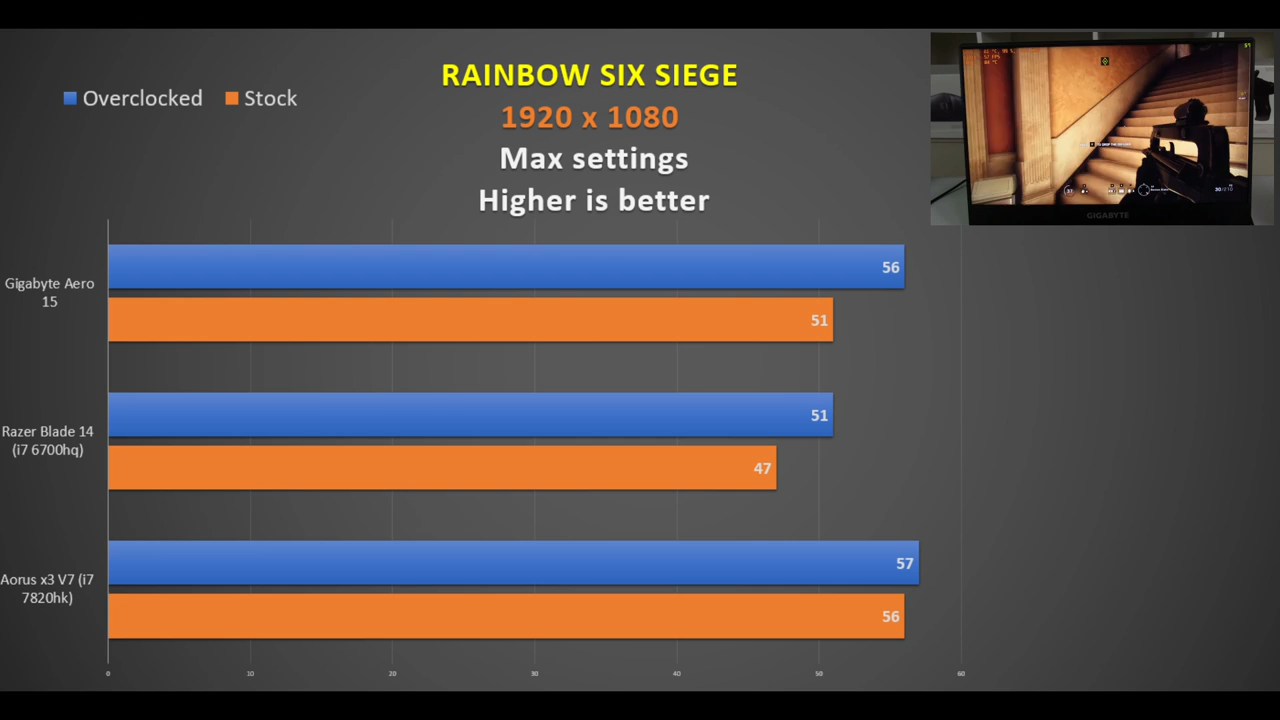 RAINBOW SIX SIEGE
1920 x 1080
Max settings
Higher is better
Overclocked
Stock
GIGABYTE
Gigabyte Aero
15
56
51
Razer Blade 14
(i7 6700hq)
51
47
Aorus x3 V7 (i7
7820hk)
57
56
0 10 20 30 40 50 60